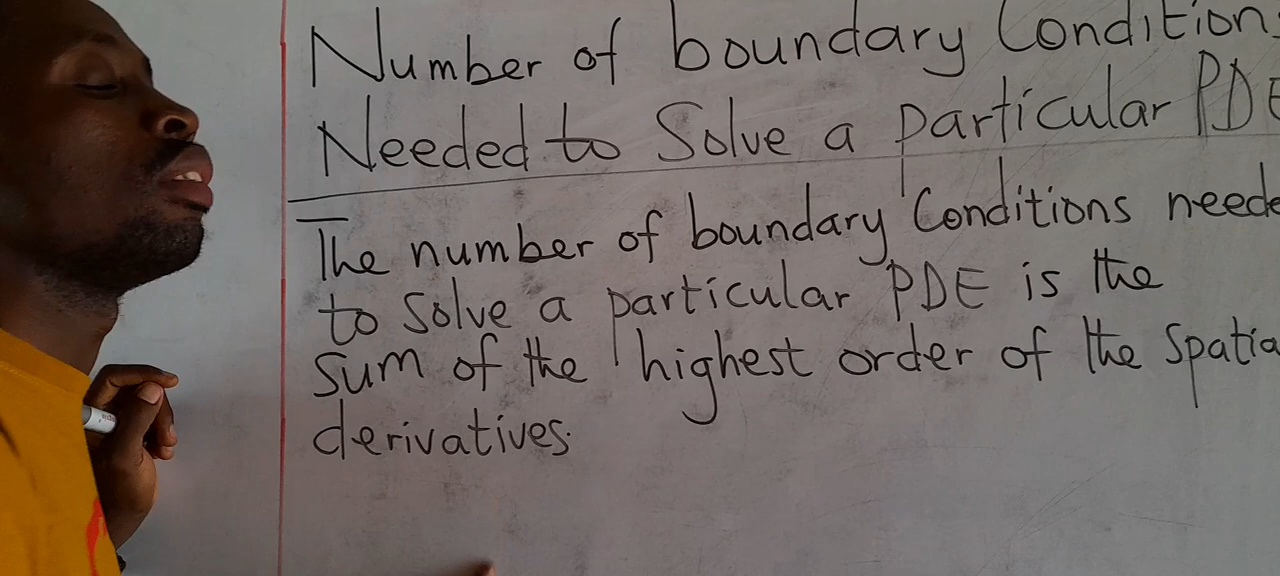 Number of boundary Condition
Needed to Solve a particular PDE
The number of boundary Conditions neede
to solve a particular PDE is the
Sum of the highest order of the Spatia
derivatives.